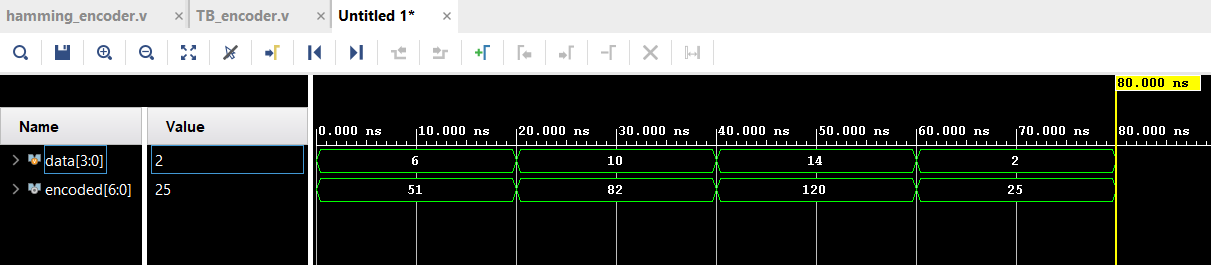 hamming_encoder.v × TB_encoder.v × Untitled 1* ×
80.000 ns
Name Value 0.000 ns 10.000 ns 20.000 ns 30.000 ns 40.000 ns 50.000 ns 60.000 ns 70.000 ns 80.000 ns
data[3:0] 2 6 10 14 2
encoded[6:0] 25 51 82 120 25